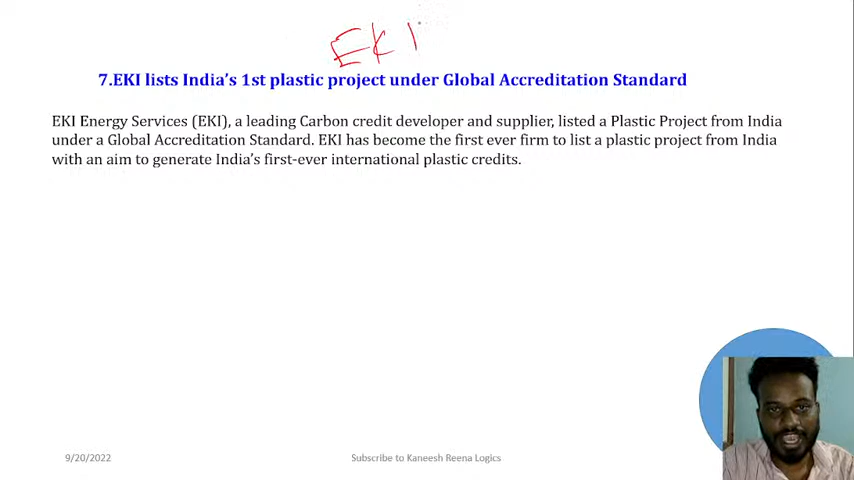 EKI
7.EKI lists India's 1st plastic project under Global Accreditation Standard
EKI Energy Services (EKI), a leading Carbon credit developer and supplier, listed a Plastic Project from India
under a Global Accreditation Standard. EKI has become the first ever firm to list a plastic project from India
with an aim to generate India's first-ever international plastic credits.
9/20/2022
Subscribe to Kaneesh Reena Logics